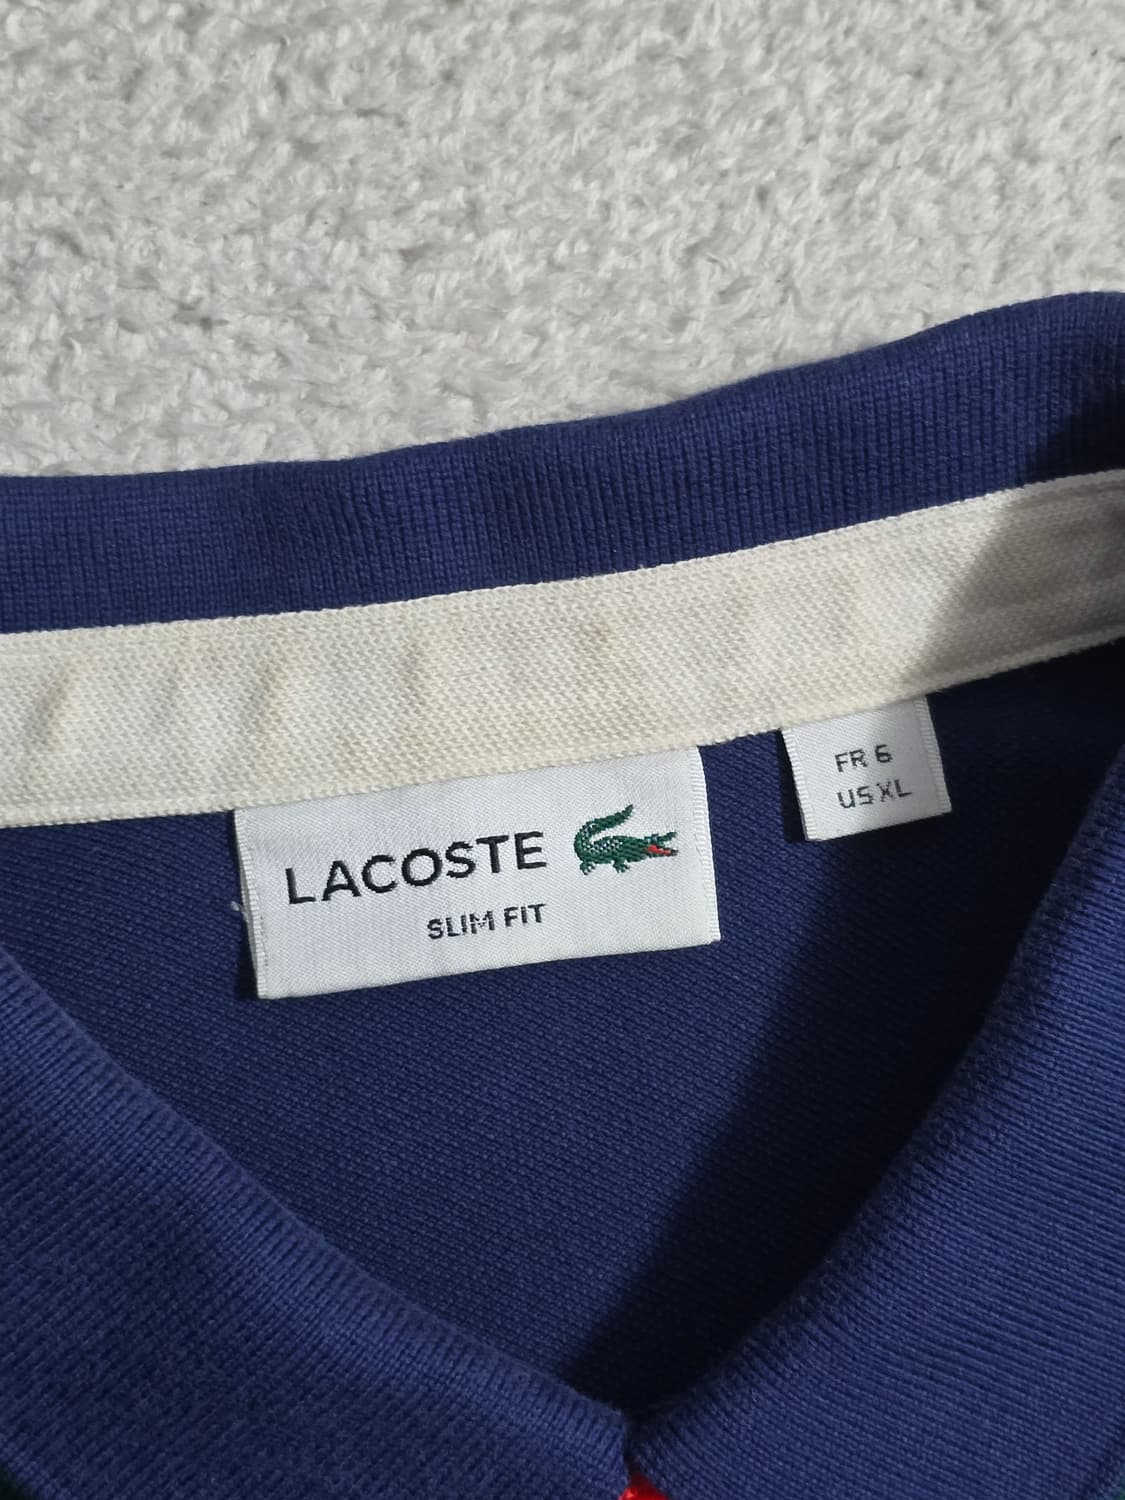 LACOSTE
SLIM FIT
FR 6
US XL